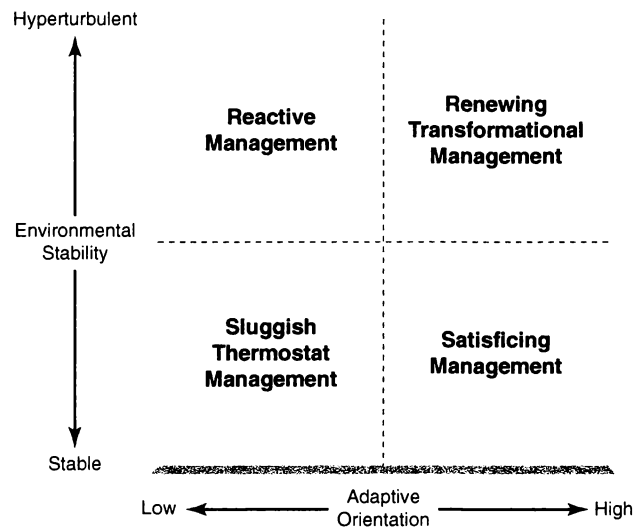 Hyperturbulent
Reactive
Management
Renewing
Transformational
Management
Environmental
Stability
Sluggish
Thermostat
Management
Satisficing
Management
Stable
Low
Adaptive
Orientation
High